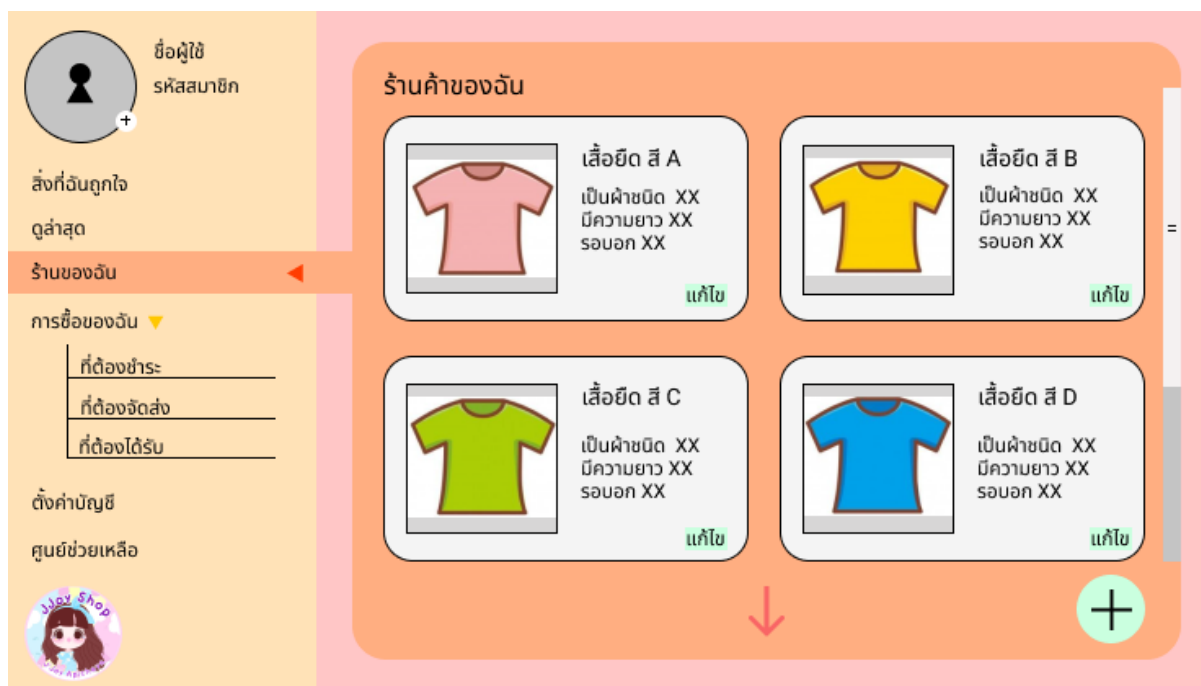 ชื่อผู้ใช้
รหัสสมาชิก
+
สิ่งที่ฉันถูกใจ
ดูล่าสุด
ร้านของฉัน
การซื้อของฉัน
ที่ต้องชำระ
ที่ต้องจัดส่ง
ที่ต้องได้รับ
ตั้งค่าบัญชี
ศูนย์ช่วยเหลือ
JJoy Shop
ร้านค้าของฉัน
เสื้อยืด สี A
เป็นผ้าชนิด XX
มีความยาว XX
รอบอก XX
แก้ไข
เสื้อยืด สี B
เป็นผ้าชนิด XX
มีความยาว XX
รอบอก XX
แก้ไข
เสื้อยืด สี C
เป็นผ้าชนิด XX
มีความยาว XX
รอบอก XX
แก้ไข
เสื้อยืด สี D
เป็นผ้าชนิด XX
มีความยาว XX
รอบอก XX
แก้ไข
=
+